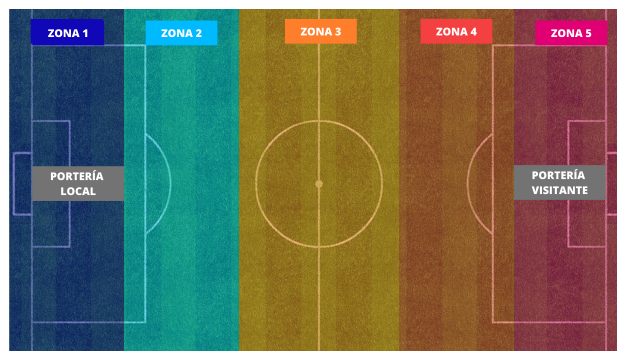 ZONA 1
ZONA 2
ZONA 3
ZONA 4
ZONA 5
PORTERÍA
LOCAL
PORTERÍA
VISITANTE